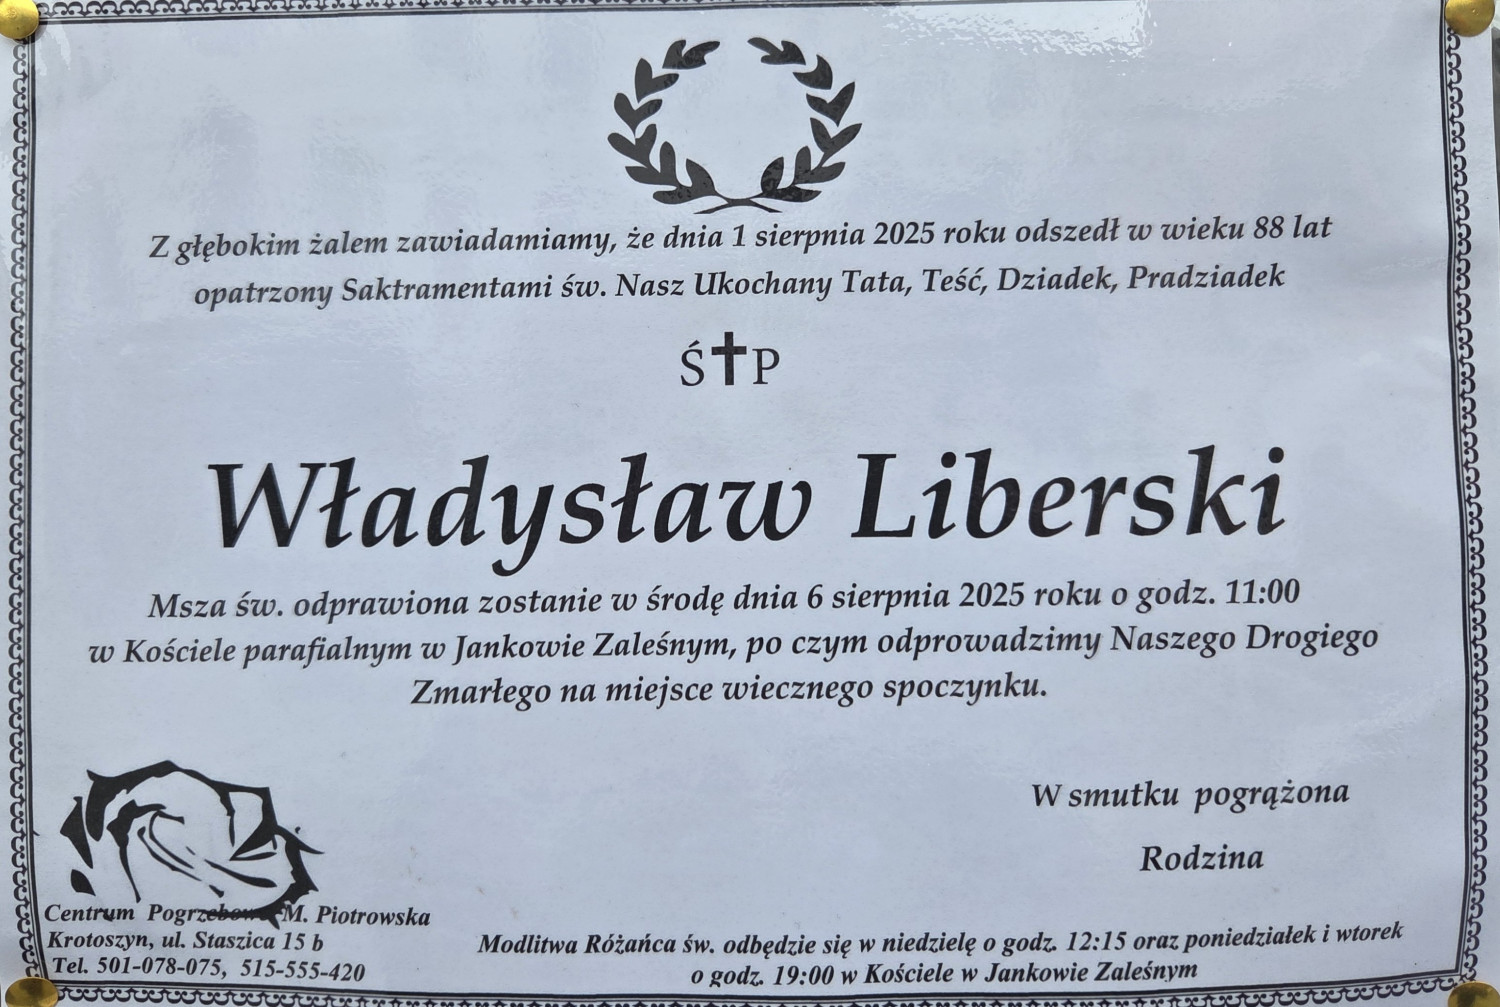 Z głębokim żalem zawiadamiamy, że dnia 1 sierpnia 2025 roku odszedł w wieku 88 lat
opatrzony Saktramentami św. Nasz Ukochany Tata, Teść, Dziadek, Pradziadek
Ś✝P
Władysław Liberski
Msza św. odprawiona zostanie w środę dnia 6 sierpnia 2025 roku o godz. 11:00
w Kościele parafialnym w Jankowie Zaleśnym, po czym odprowadzimy Naszego Drogiego
Zmarłego na miejsce wiecznego spoczynku.
W smutku pogrążona
Rodzina
Centrum Pogrzebowe M. Piotrowska
Krotoszyn, ul. Staszica 15 b
Tel. 501-078-075, 515-555-420
Modlitwa Różańca św. odbędzie się w niedzielę o godz. 12:15 oraz poniedziałek i wtorek
o godz. 19:00 w Kościele w Jankowie Zaleśnym